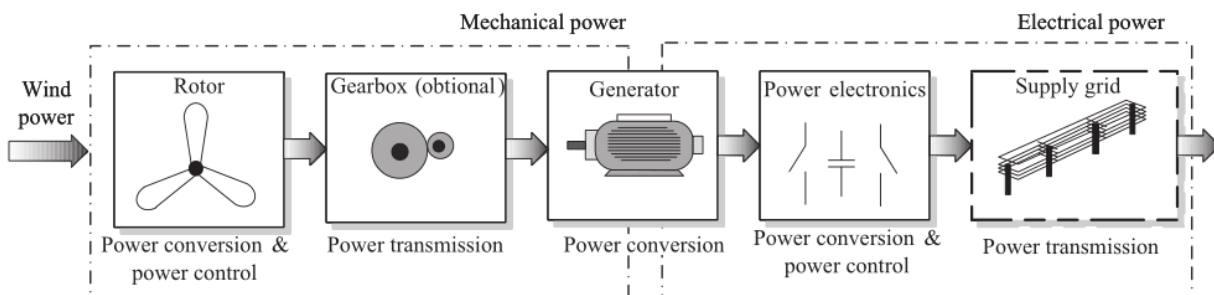 Mechanical power
Electrical power
Wind
power
Rotor
Gearbox (obtional)
Generator
Power electronics
Supply grid
Power conversion &
power control
Power transmission
Power conversion
Power conversion &
power control
Power transmission